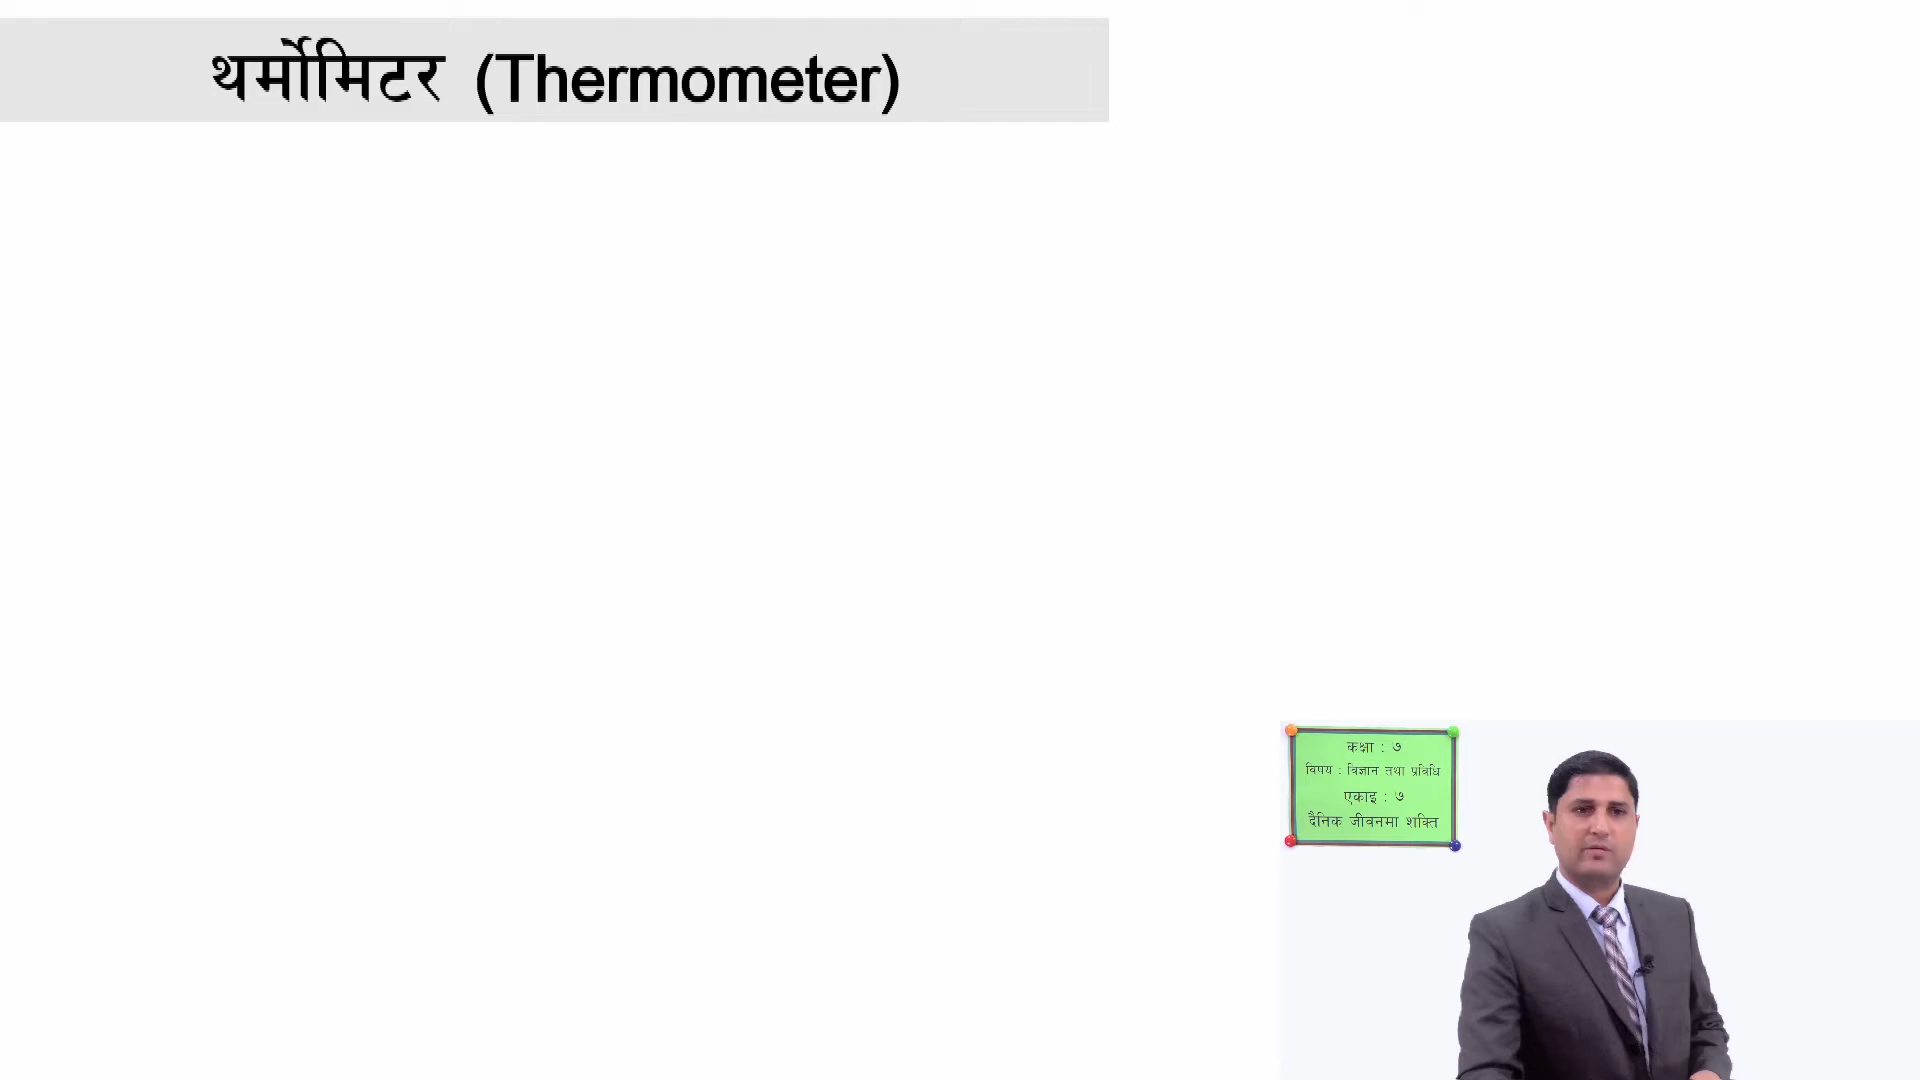 थर्मोमिटर (Thermometer)
कक्षा : ७
विषय : विज्ञान तथा प्रविधि
एकाइ : ७
दैनिक जीवनमा शक्ति